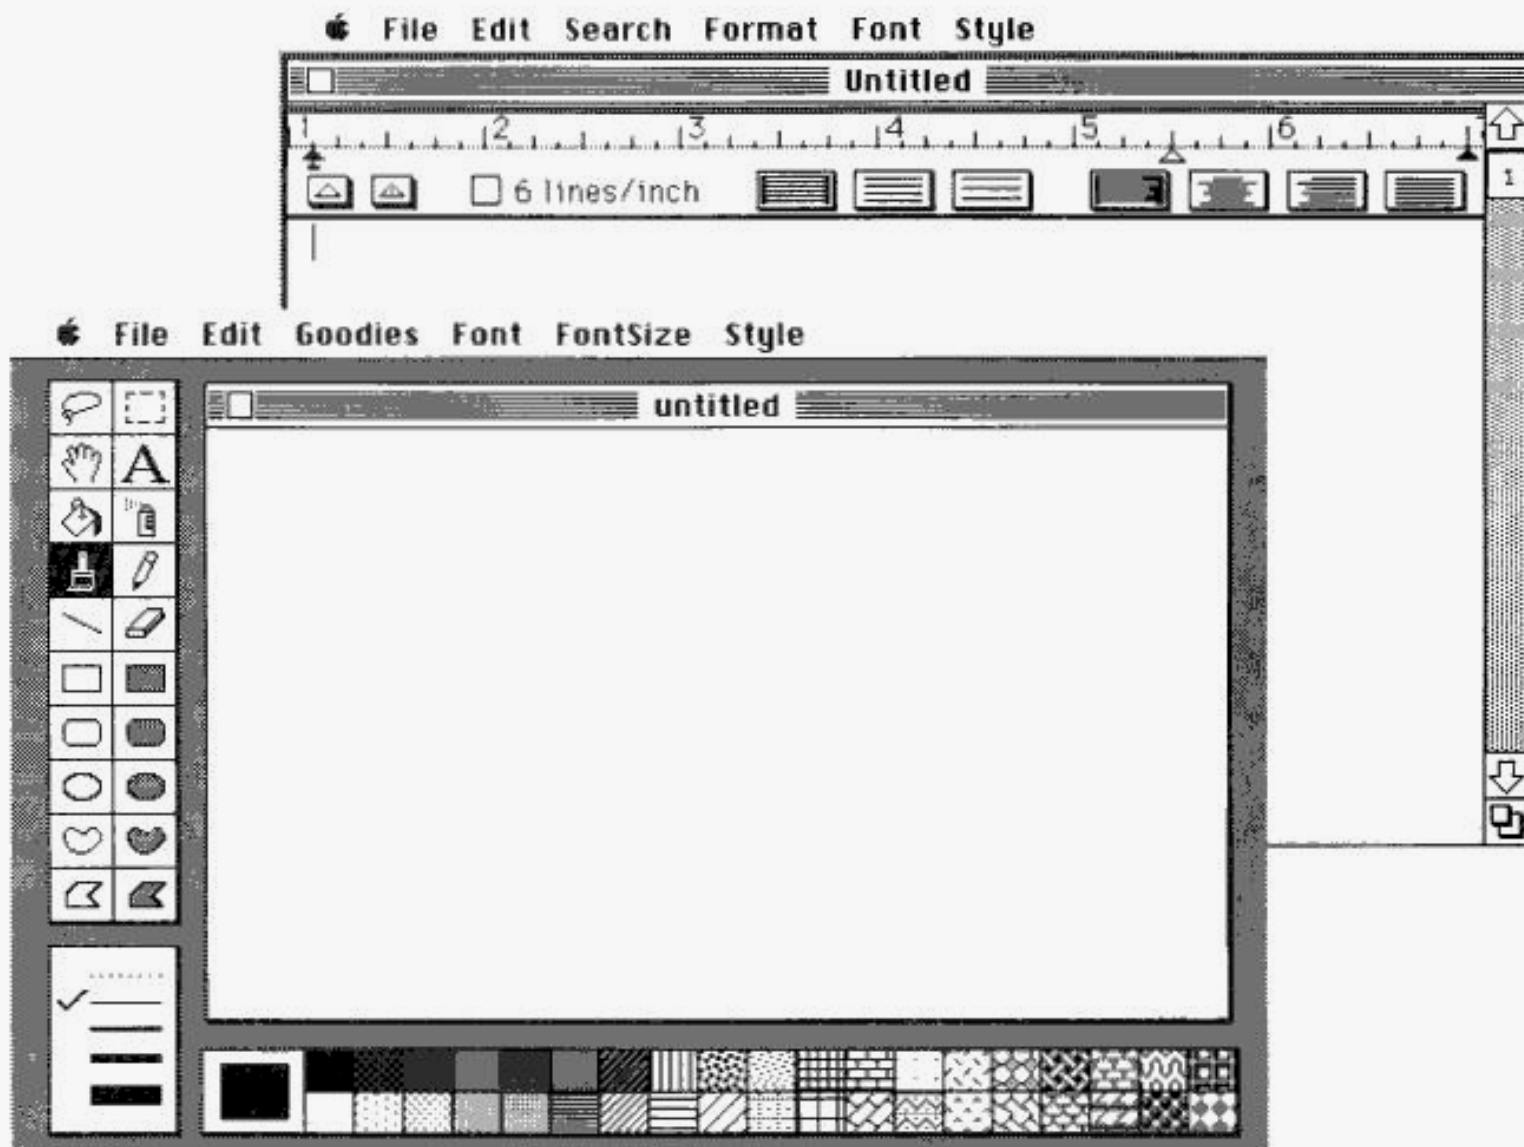 File Edit Search Format Font Style
Untitled
1 2 3 4 5 6
6 lines/inch
1
File Edit Goodies Font FontSize Style
untitled
A